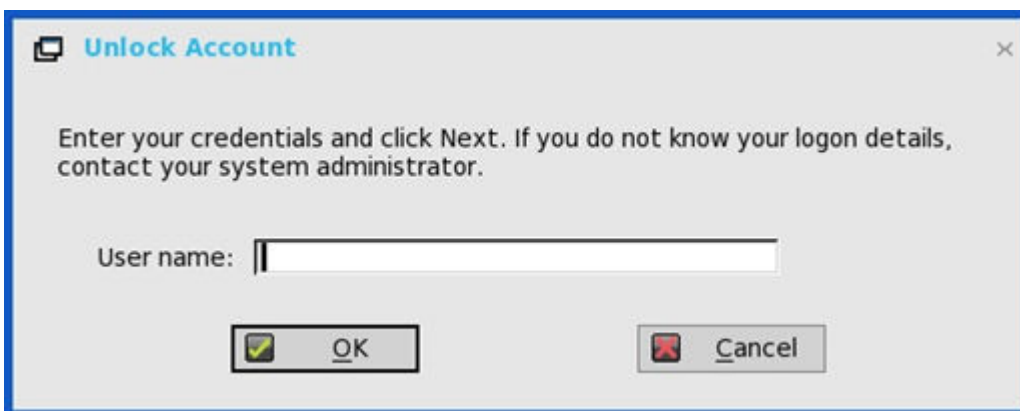 Unlock Account
Enter your credentials and click Next. If you do not know your logon details,
contact your system administrator.
User name:
OK
Cancel